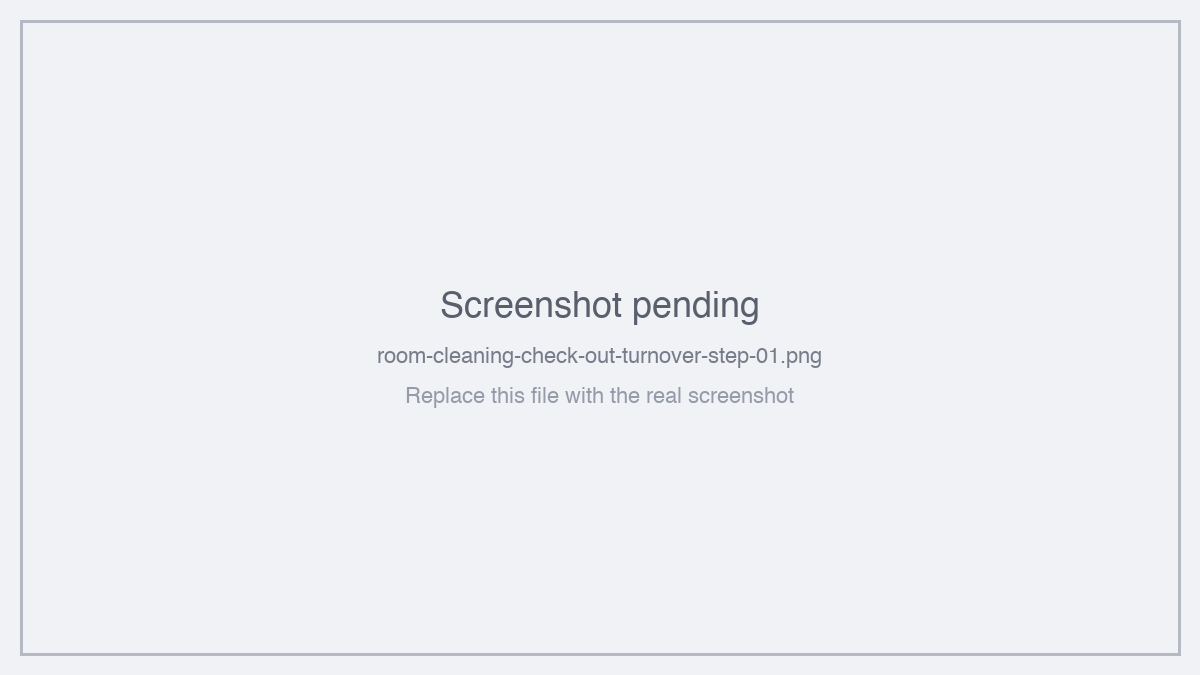 Screenshot pending
room-cleaning-check-out-turnover-step-01.png
Replace this file with the real screenshot